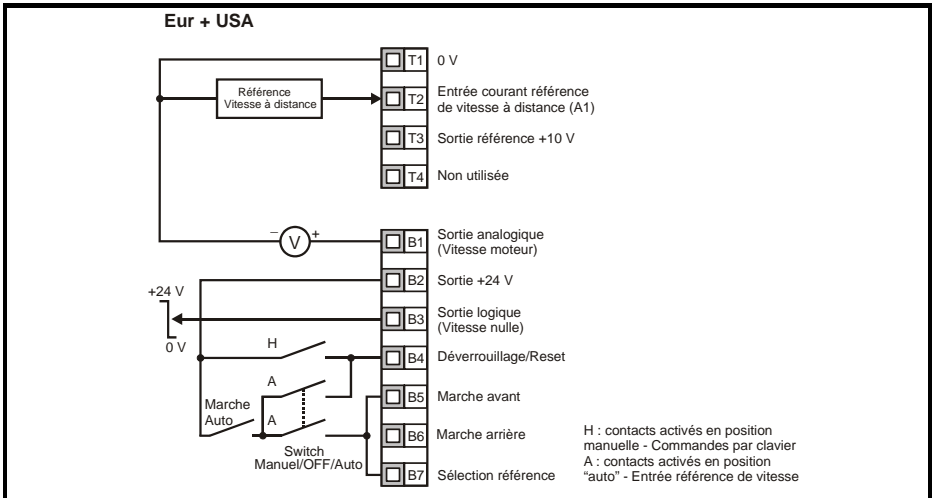 Eur + USA
T1 0 V
Référence
Vitesse à distance
T2 Entrée courant référence
de vitesse à distance (A1)
T3 Sortie référence +10 V
T4 Non utilisée
− V +
B1 Sortie analogique
(Vitesse moteur)
B2 Sortie +24 V
+24 V
0 V
B3 Sortie logique
(Vitesse nulle)
H
B4 Déverrouillage/Reset
A
B5 Marche avant
Marche
Auto
A
B6 Marche arrière
Switch
Manuel/OFF/Auto
B7 Sélection référence
H : contacts activés en position
manuelle - Commandes par clavier
A : contacts activés en position
“auto” - Entrée référence de vitesse